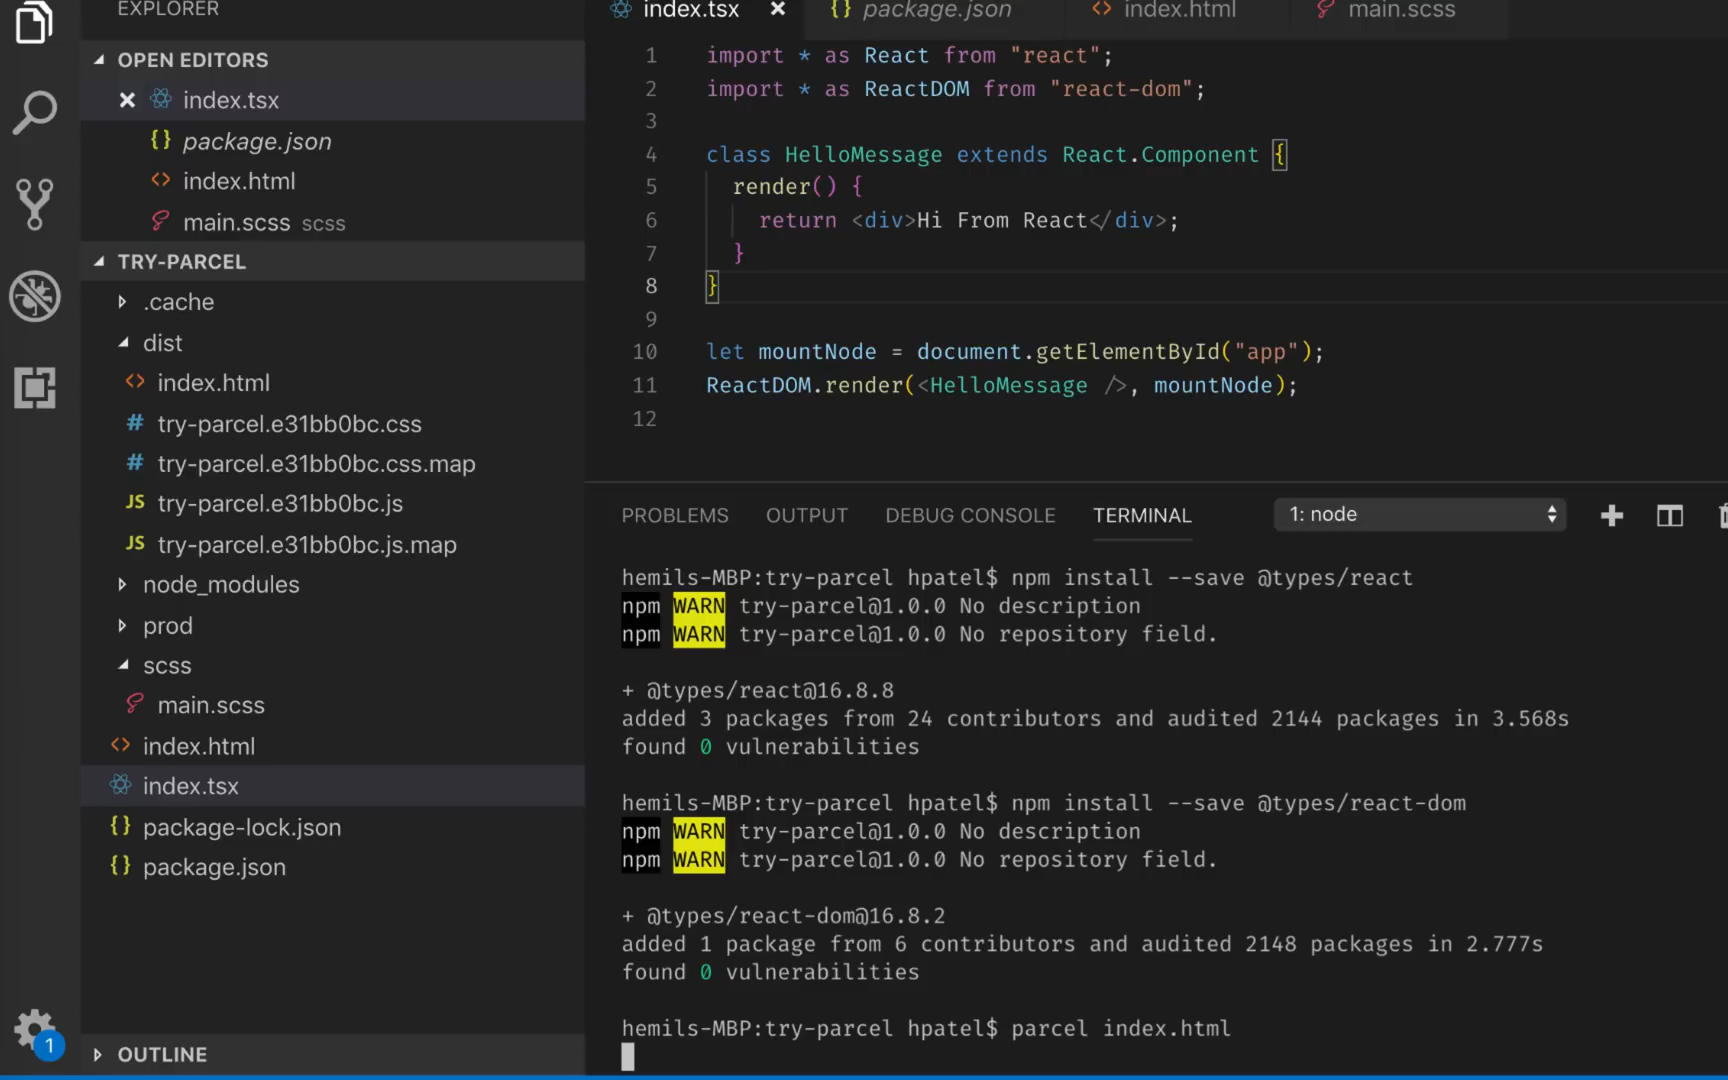 EXPLORER
OPEN EDITORS
index.tsx
{} package.json
<> index.html
main.scss scss
TRY-PARCEL
.cache
dist
<> index.html
# try-parcel.e31bb0bc.css
# try-parcel.e31bb0bc.css.map
JS try-parcel.e31bb0bc.js
JS try-parcel.e31bb0bc.js.map
node_modules
prod
scss
main.scss
<> index.html
index.tsx
{} package-lock.json
{} package.json
OUTLINE
1
index.tsx
{} package.json
<> index.html
main.scss
1 import * as React from "react";
2 import * as ReactDOM from "react-dom";
3
4 class HelloMessage extends React.Component {
5 render() {
6 return <div>Hi From React</div>;
7 }
8 }
9
10 let mountNode = document.getElementById("app");
11 ReactDOM.render(<HelloMessage />, mountNode);
12
PROBLEMS OUTPUT DEBUG CONSOLE TERMINAL 1: node
hemils-MBP:try-parcel hpatel$ npm install --save @types/react
npm WARN try-parcel@1.0.0 No description
npm WARN try-parcel@1.0.0 No repository field.
+ @types/react@16.8.8
added 3 packages from 24 contributors and audited 2144 packages in 3.568s
found 0 vulnerabilities
hemils-MBP:try-parcel hpatel$ npm install --save @types/react-dom
npm WARN try-parcel@1.0.0 No description
npm WARN try-parcel@1.0.0 No repository field.
+ @types/react-dom@16.8.2
added 1 package from 6 contributors and audited 2148 packages in 2.777s
found 0 vulnerabilities
hemils-MBP:try-parcel hpatel$ parcel index.html